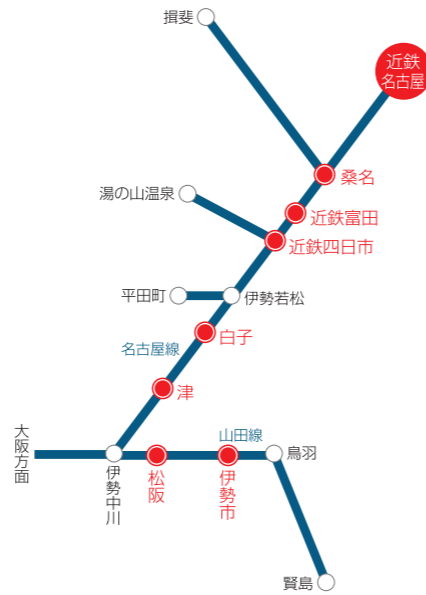 揖斐
近鉄
名古屋
桑名
湯の山温泉
近鉄富田
近鉄四日市
平田町
伊勢若松
白子
名古屋線
津
山田線
大阪方面
伊勢中川
松阪
伊勢市
鳥羽
賢島